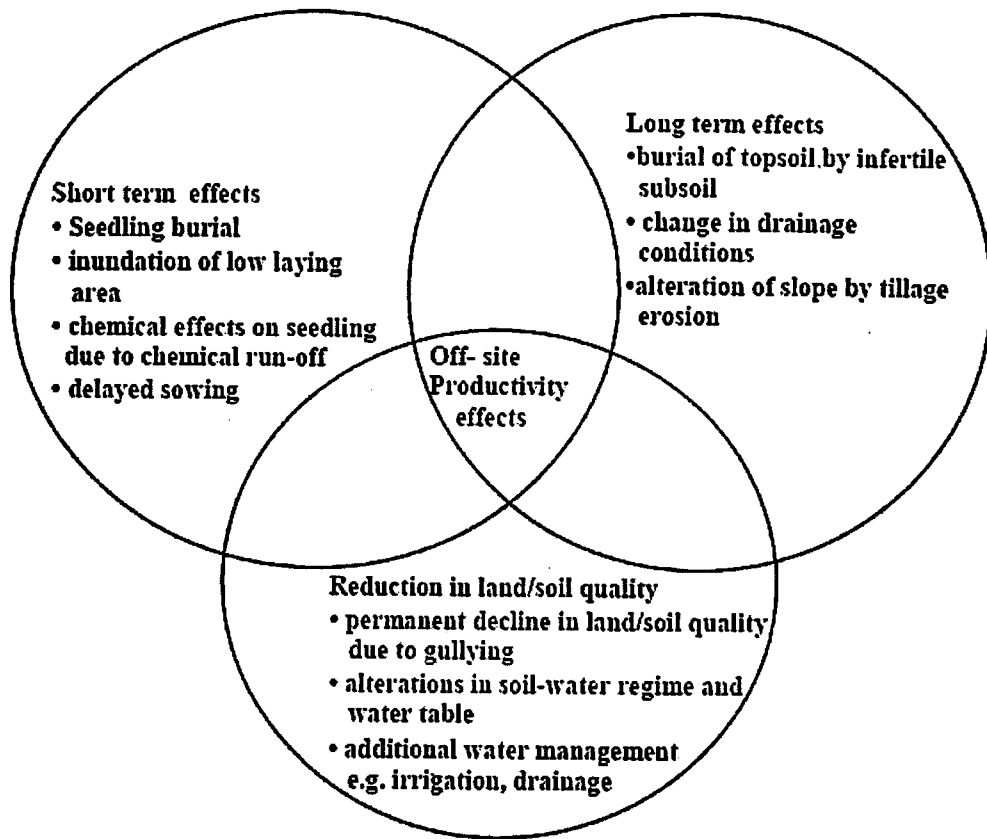 Short term effects
• Seedling burial
• inundation of low laying
area
• chemical effects on seedling
due to chemical run-off
• delayed sowing
Long term effects
•burial of topsoil.by infertile
subsoil
• change in drainage
conditions
•alteration of slope by tillage
erosion
Off- site
Productivity
effects
Reduction in land/soil quality
• permanent decline in land/soil quality
due to gullying
• alterations in soil-water regime and
water table
• additional water management
e.g. irrigation, drainage